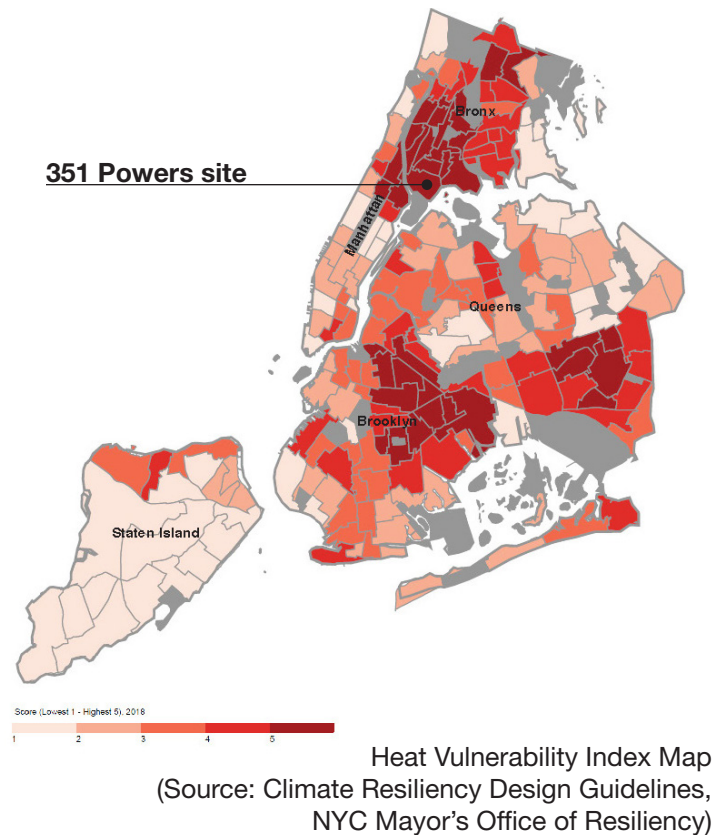 Bronx
351 Powers site
Manhattan
Queens
Brooklyn
Staten Island
Score (Lowest 1 - Highest 5), 2018
1 2 3 4 5
Heat Vulnerability Index Map
(Source: Climate Resiliency Design Guidelines,
NYC Mayor's Office of Resiliency)